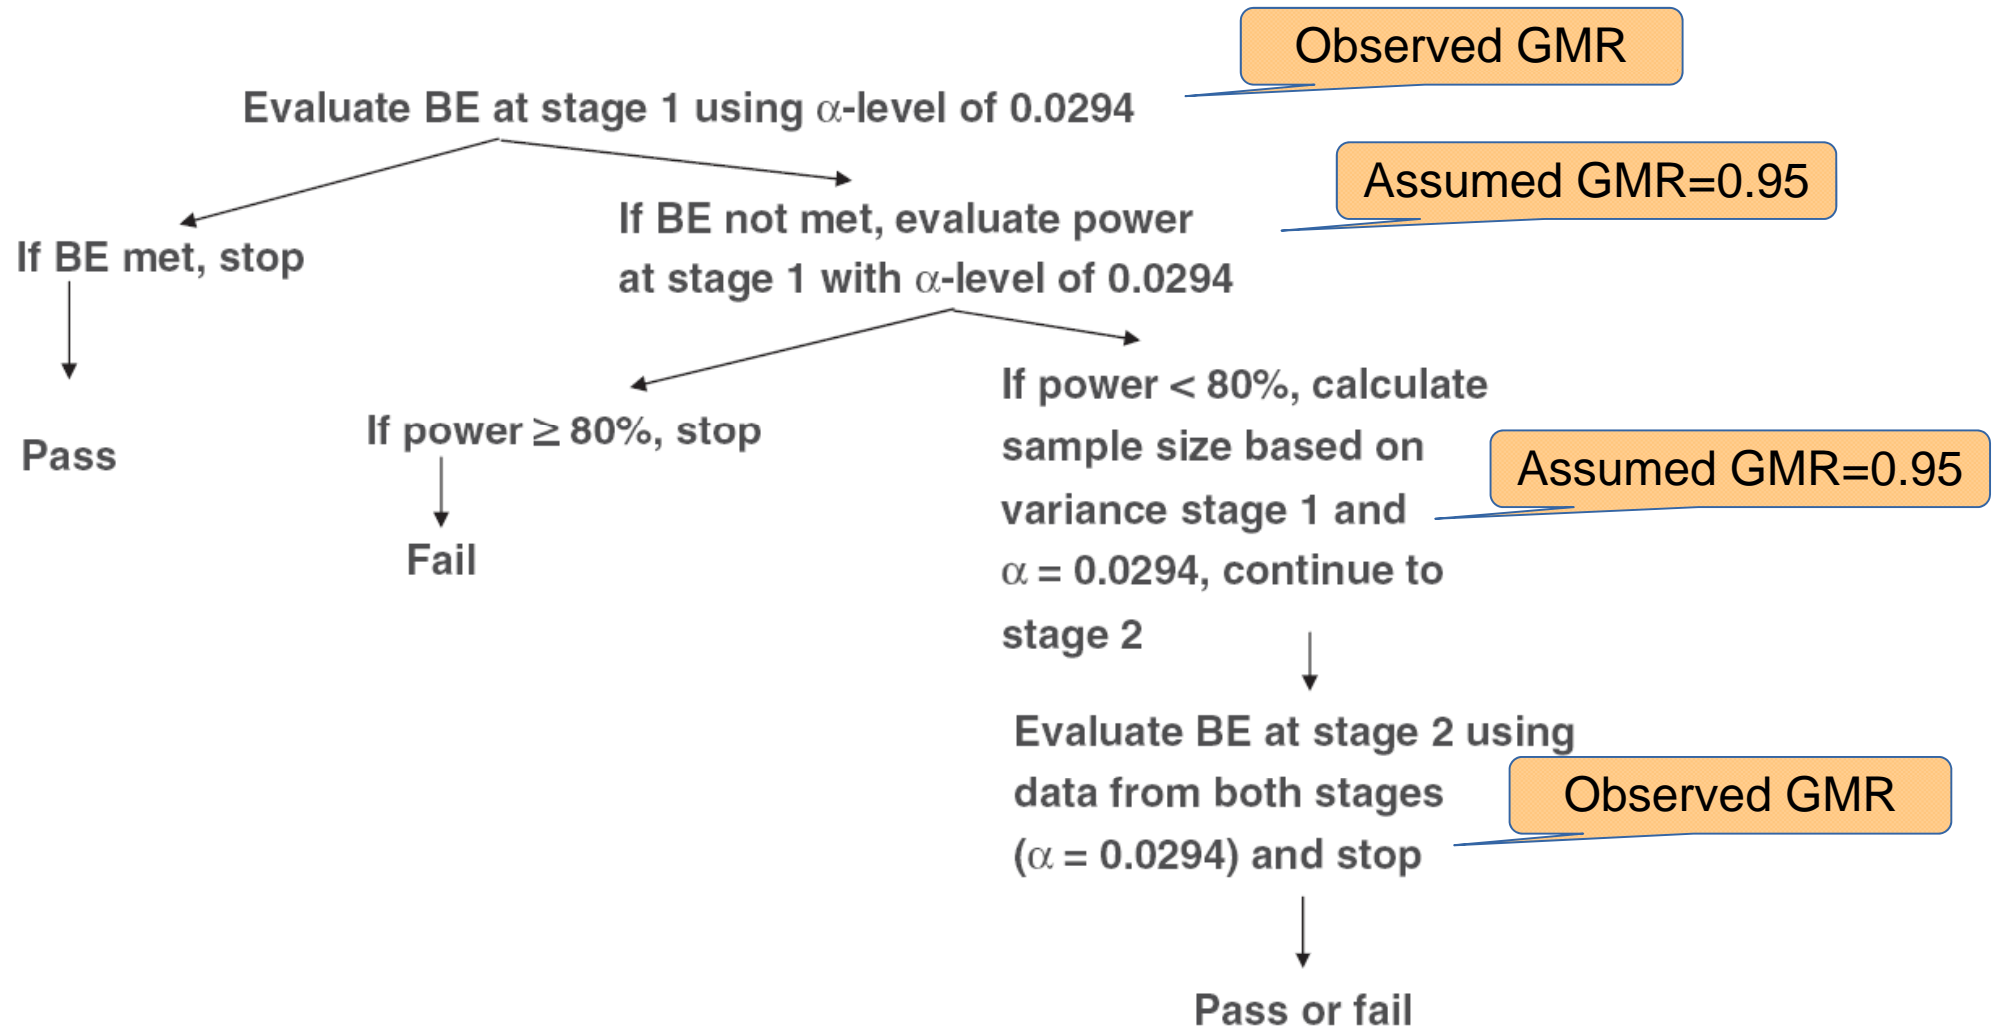 Observed GMR
Evaluate BE at stage 1 using α-level of 0.0294
Assumed GMR=0.95
If BE met, stop
If BE not met, evaluate power
at stage 1 with α-level of 0.0294
Pass
If power ≥ 80%, stop
Fail
If power < 80%, calculate
sample size based on
variance stage 1 and
α = 0.0294, continue to
stage 2
Assumed GMR=0.95
Evaluate BE at stage 2 using
data from both stages
(α = 0.0294) and stop
Observed GMR
Pass or fail